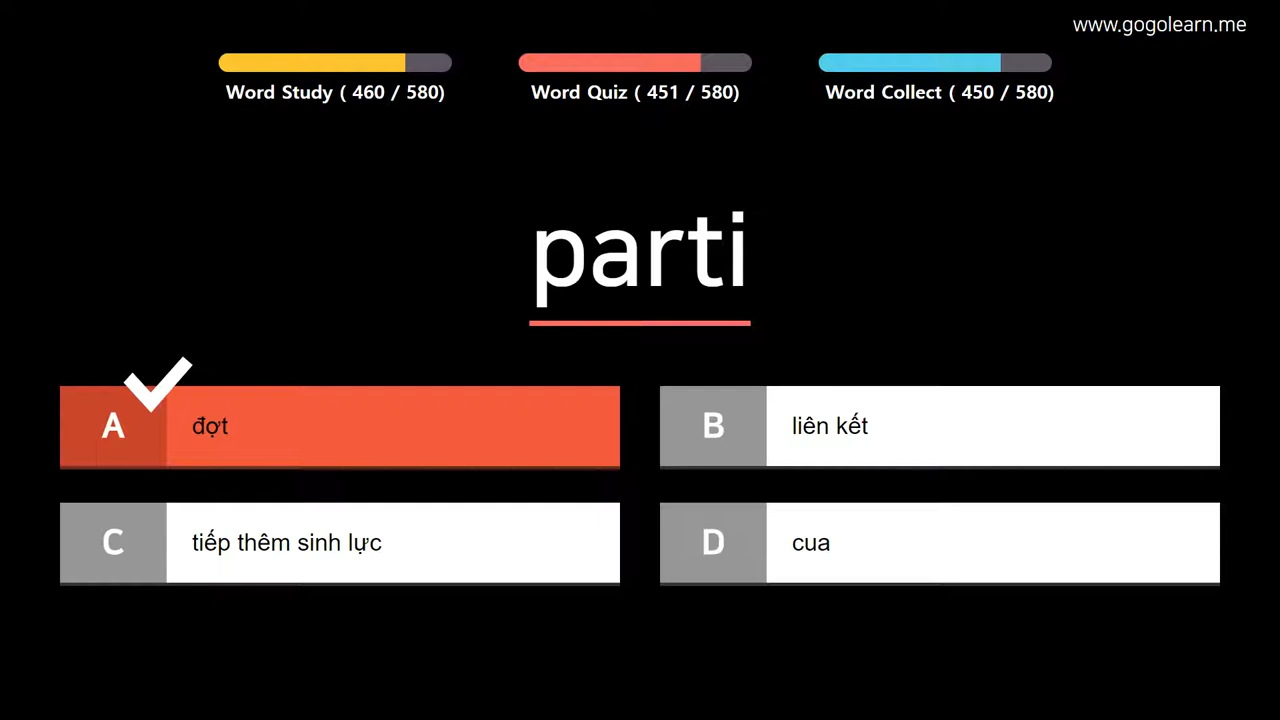 www.gogolearn.me
Word Study ( 460 / 580)
Word Quiz ( 451 / 580)
Word Collect ( 450 / 580)
parti
A đợt
B liên kết
C tiếp thêm sinh lực
D cua